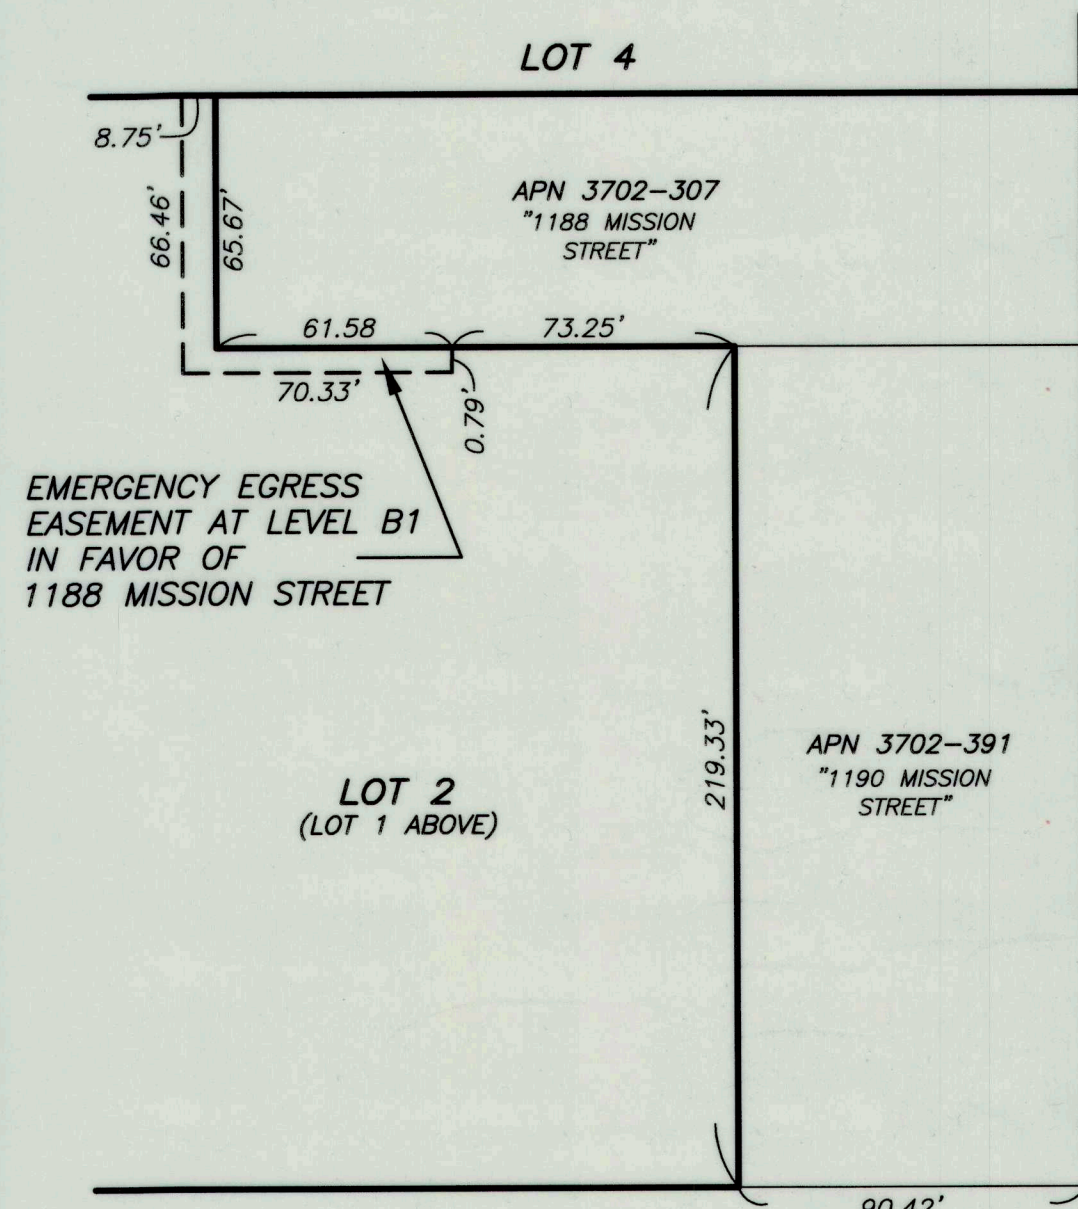 LOT 4
8.75'
66.46'
65.67'
APN 3702-307
"1188 MISSION
STREET"
61.58
73.25'
70.33'
0.79'
EMERGENCY EGRESS
EASEMENT AT LEVEL B1
IN FAVOR OF
1188 MISSION STREET
219.33'
APN 3702-391
"1190 MISSION
STREET"
LOT 2
(LOT 1 ABOVE)
90.42'